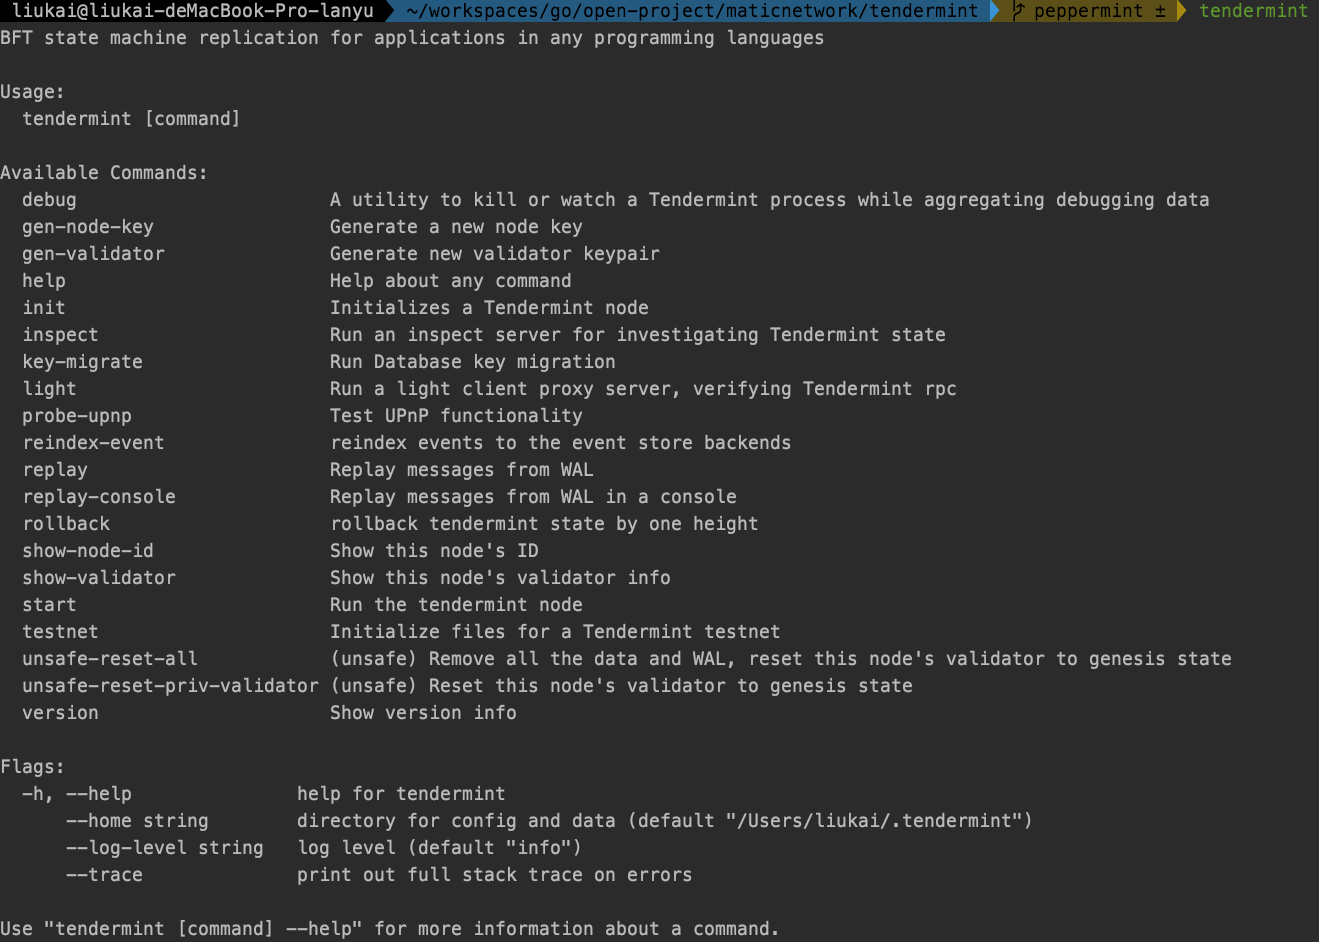 liukai@liukai-deMacBook-Pro-lanyu ~/workspaces/go/open-project/maticnetwork/tendermint peppermint ± tendermint
BFT state machine replication for applications in any programming languages
Usage:
tendermint [command]
Available Commands:
debug A utility to kill or watch a Tendermint process while aggregating debugging data
gen-node-key Generate a new node key
gen-validator Generate new validator keypair
help Help about any command
init Initializes a Tendermint node
inspect Run an inspect server for investigating Tendermint state
key-migrate Run Database key migration
light Run a light client proxy server, verifying Tendermint rpc
probe-upnp Test UPnP functionality
reindex-event reindex events to the event store backends
replay Replay messages from WAL
replay-console Replay messages from WAL in a console
rollback rollback tendermint state by one height
show-node-id Show this node's ID
show-validator Show this node's validator info
start Run the tendermint node
testnet Initialize files for a Tendermint testnet
unsafe-reset-all (unsafe) Remove all the data and WAL, reset this node's validator to genesis state
unsafe-reset-priv-validator (unsafe) Reset this node's validator to genesis state
version Show version info
Flags:
-h, --help help for tendermint
--home string directory for config and data (default "/Users/liukai/.tendermint")
--log-level string log level (default "info")
--trace print out full stack trace on errors
Use "tendermint [command] --help" for more information about a command.